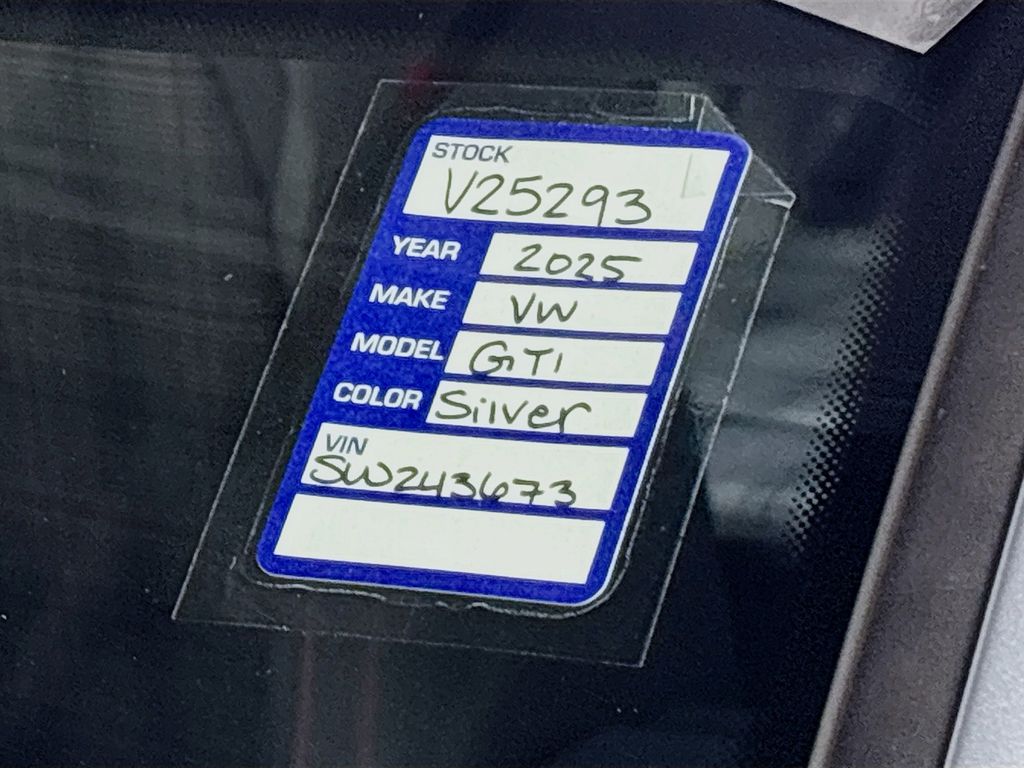 STOCK
V25293
YEAR 2025
MAKE VW
MODEL GTI
COLOR Silver
VIN
SW243673